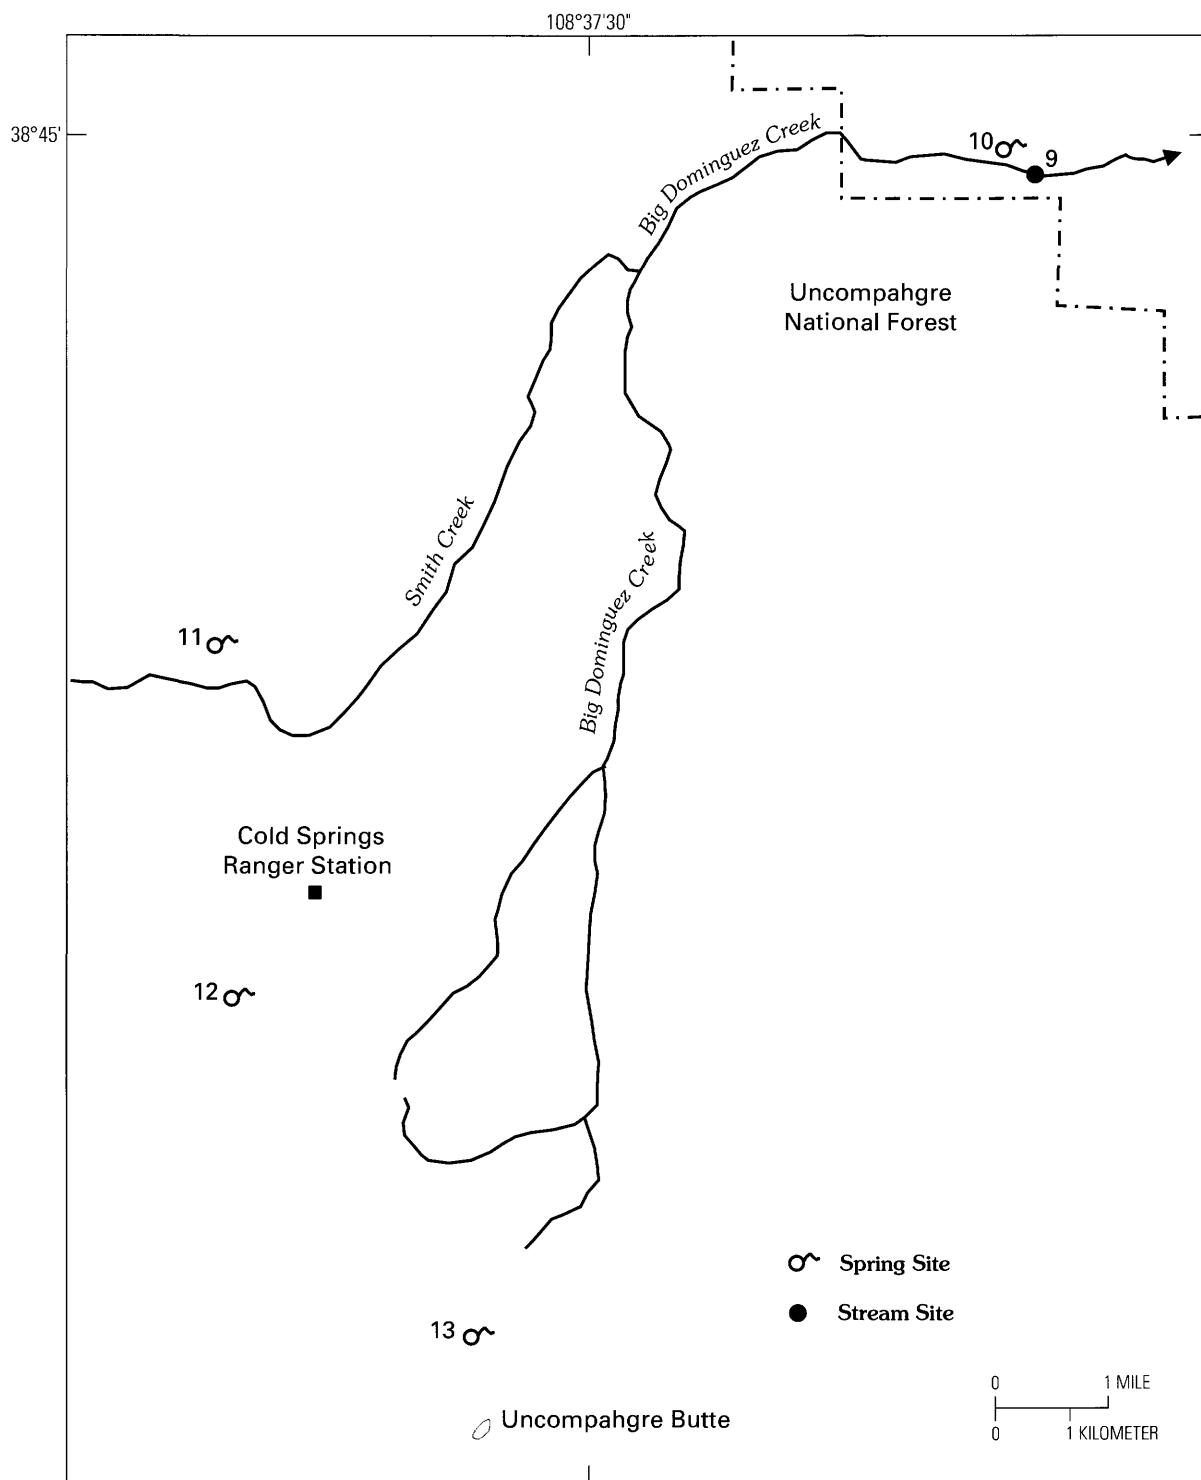 108°37'30"
38°45'
Big Dominguez Creek
10
9
Uncompahgre
National Forest
Smith Creek
Big Dominguez Creek
11
Cold Springs
Ranger Station
12
Spring Site
Stream Site
13
0 1 MILE
0 1 KILOMETER
Uncompahgre Butte